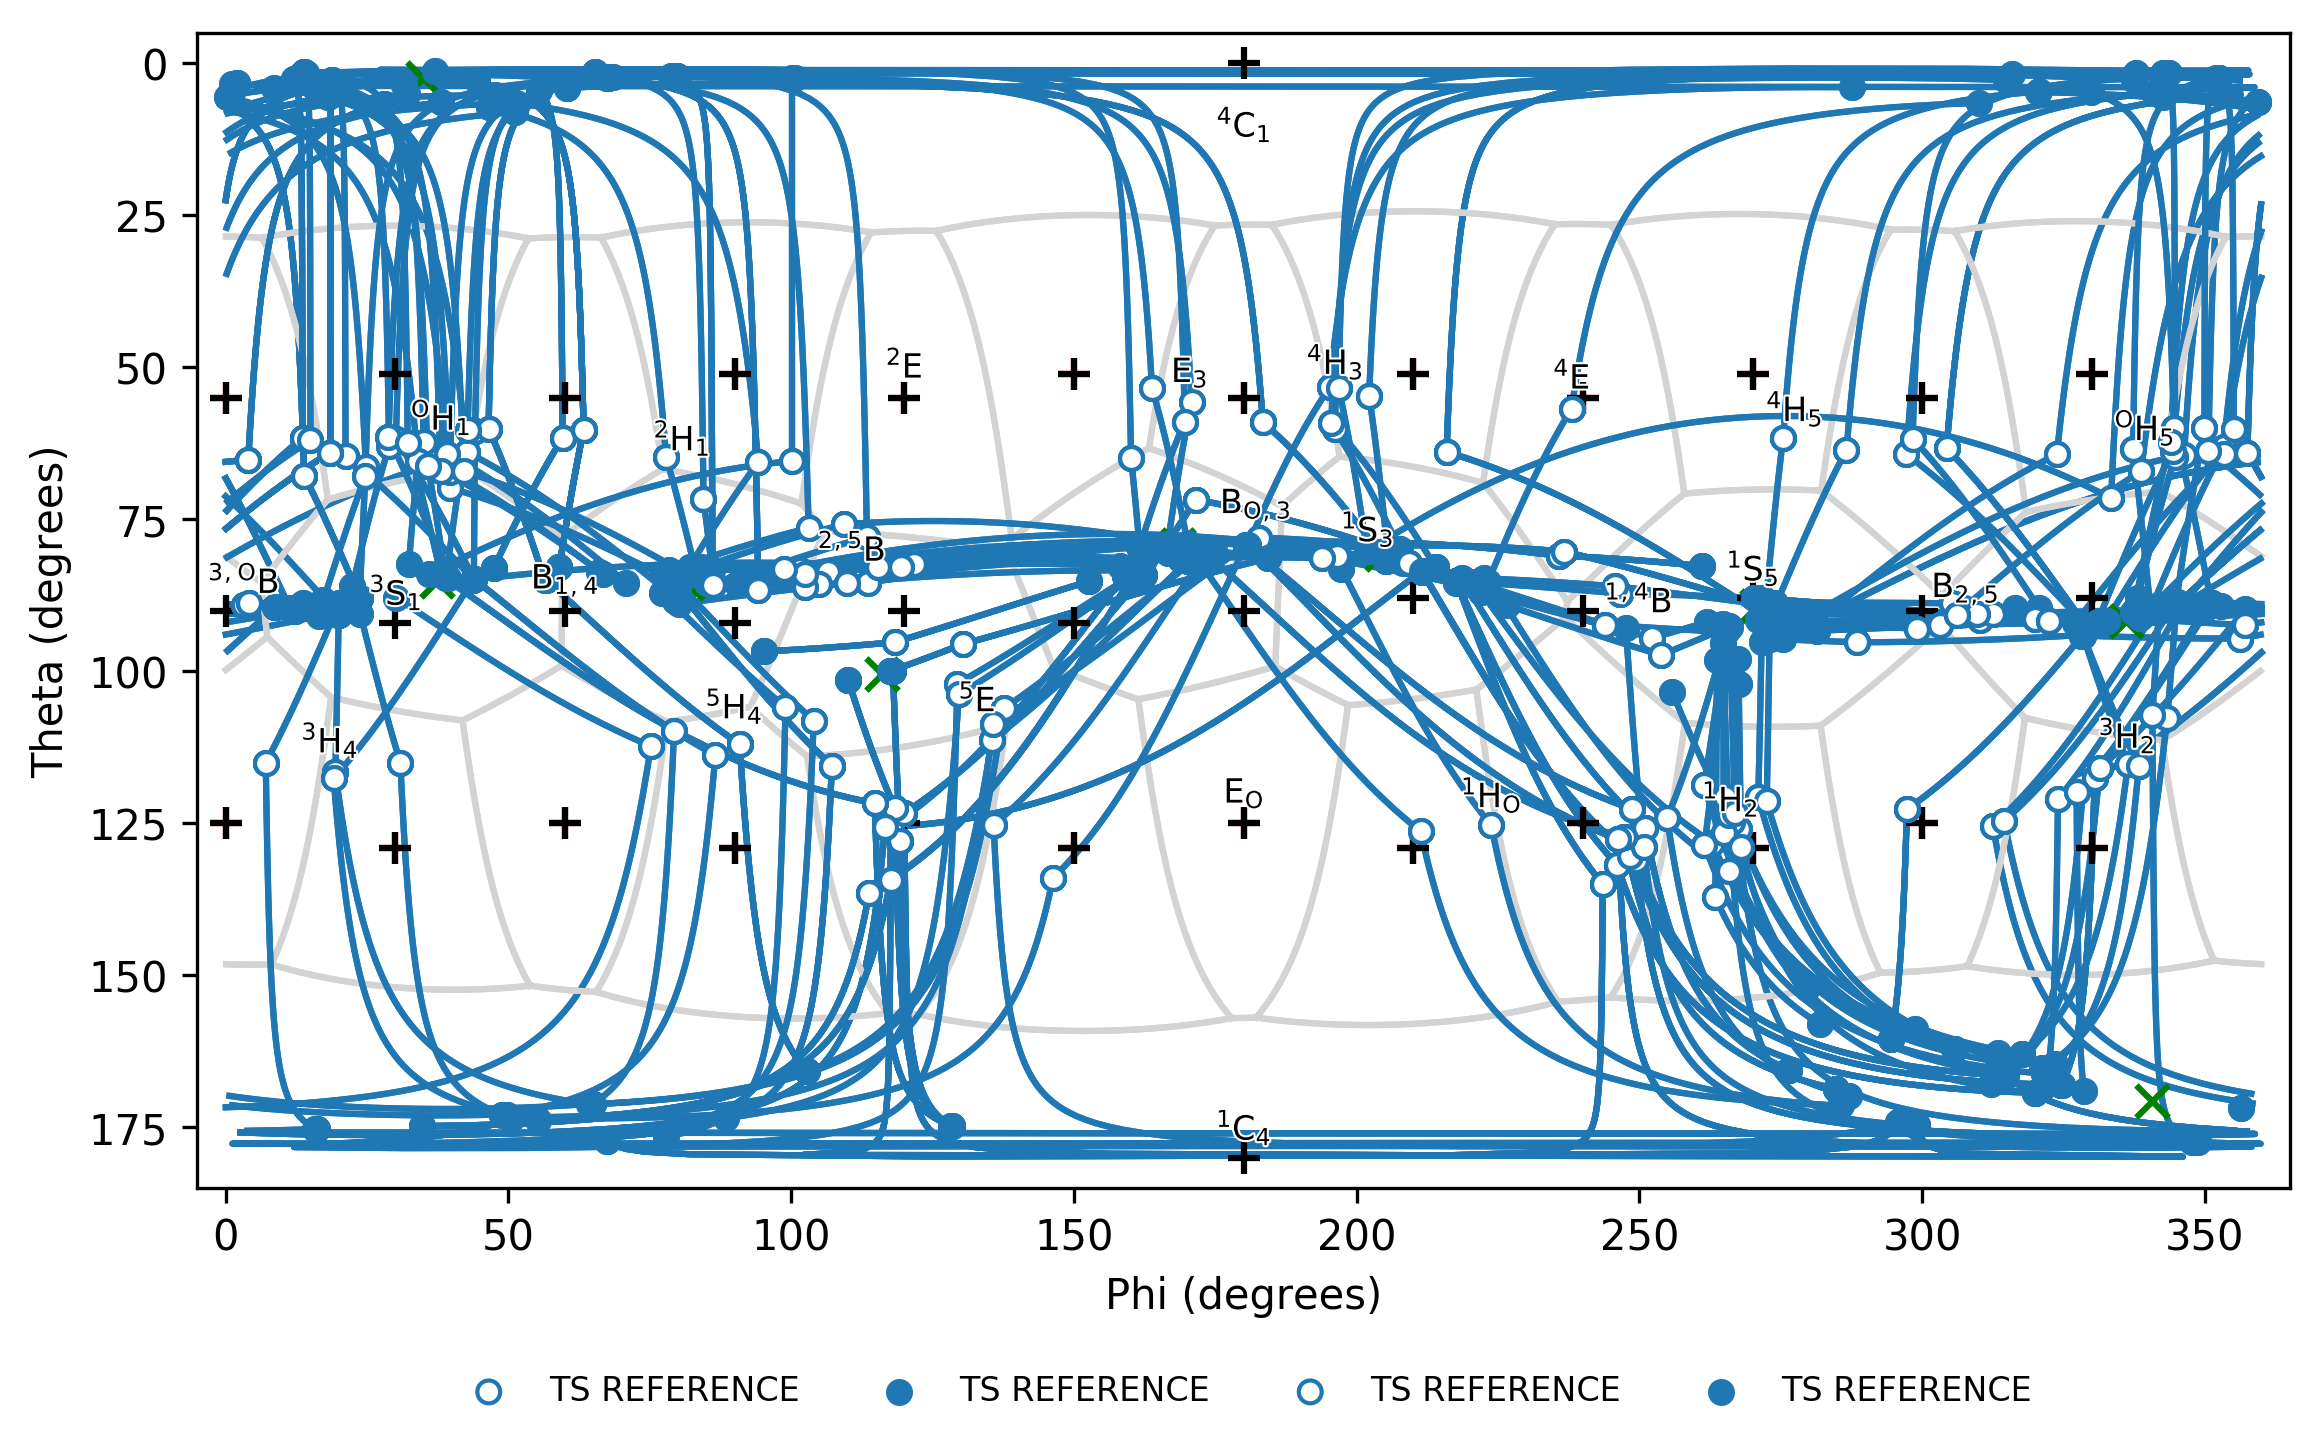 0
25
50
75
100
125
150
175
Theta (degrees)
⁴C₁
²E
E₃
⁴H₃
⁴E
⁴H₅
ᴼH₁
²H₁
ᴼH₅
B_O,₃
¹S₃
²,⁵B
³,ᴼB
³S₁
B₁,₄
¹S₅
¹,⁴B
B₂,₅
⁵E
⁵H₄
³H₄
³H₂
E_O
¹H_O
¹H₂
¹C₄
0 50 100 150 200 250 300 350
Phi (degrees)
TS REFERENCE TS REFERENCE TS REFERENCE TS REFERENCE